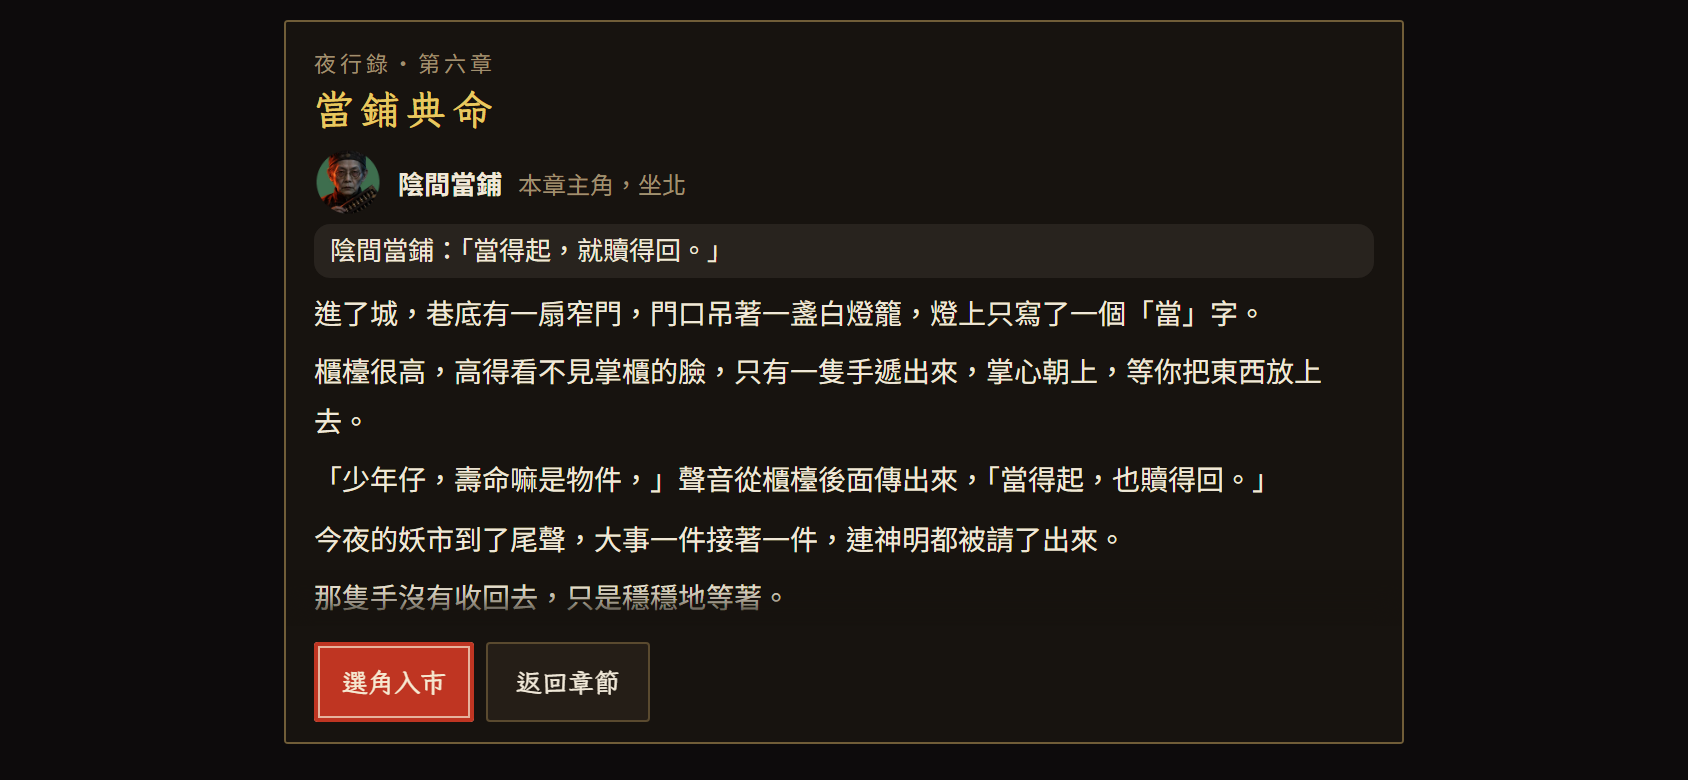 夜行錄・第六章
當鋪典命
陰間當鋪 本章主角，坐北
陰間當鋪：「當得起，就贖得回。」
進了城，巷底有一扇窄門，門口吊著一盞白燈籠，燈上只寫了一個「當」字。
櫃檯很高，高得看不見掌櫃的臉，只有一隻手遞出來，掌心朝上，等你把東西放上
去。
「少年仔，壽命嘛是物件，」聲音從櫃檯後面傳出來，「當得起，也贖得回。」
今夜的妖市到了尾聲，大事一件接著一件，連神明都被請了出來。
那隻手沒有收回去，只是穩穩地等著。
選角入市 返回章節